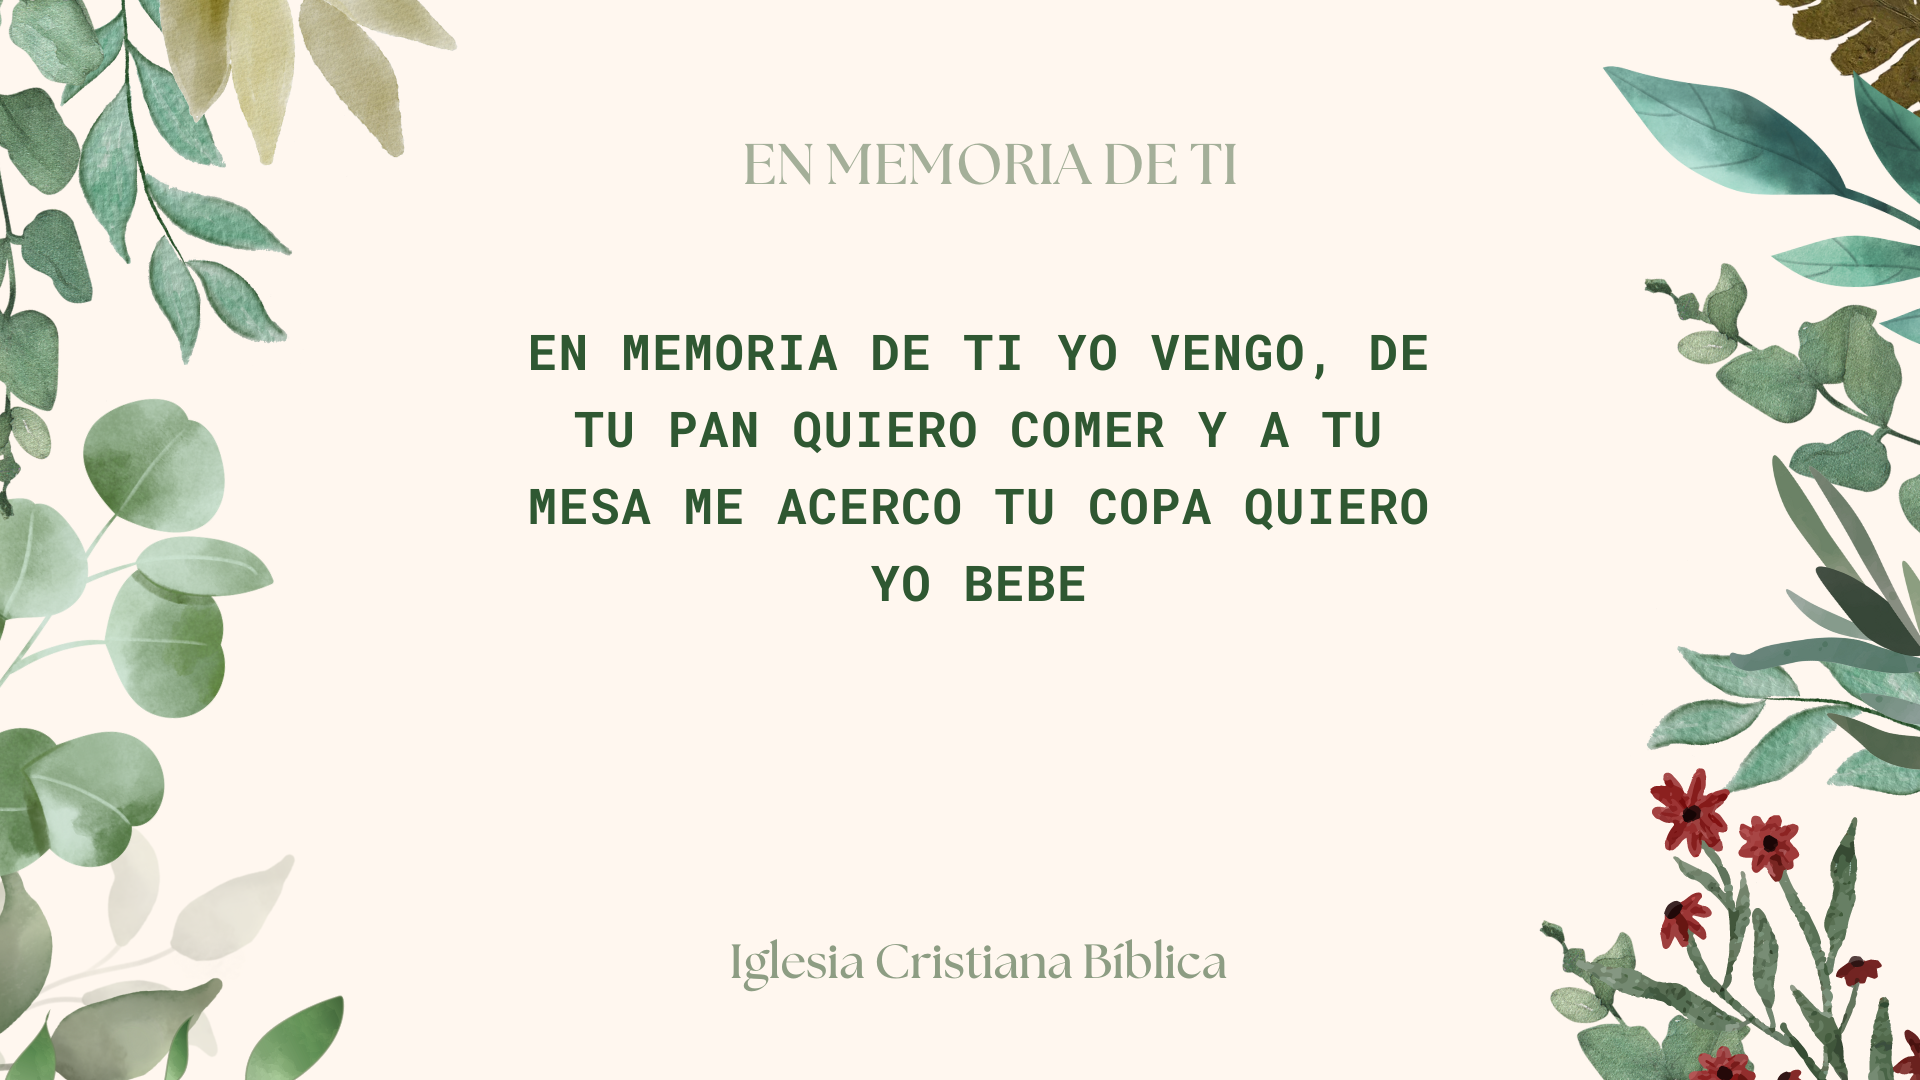 EN MEMORIA DE TI
EN MEMORIA DE TI YO VENGO, DE
TU PAN QUIERO COMER Y A TU
MESA ME ACERCO TU COPA QUIERO
YO BEBE
Iglesia Cristiana Bíblica